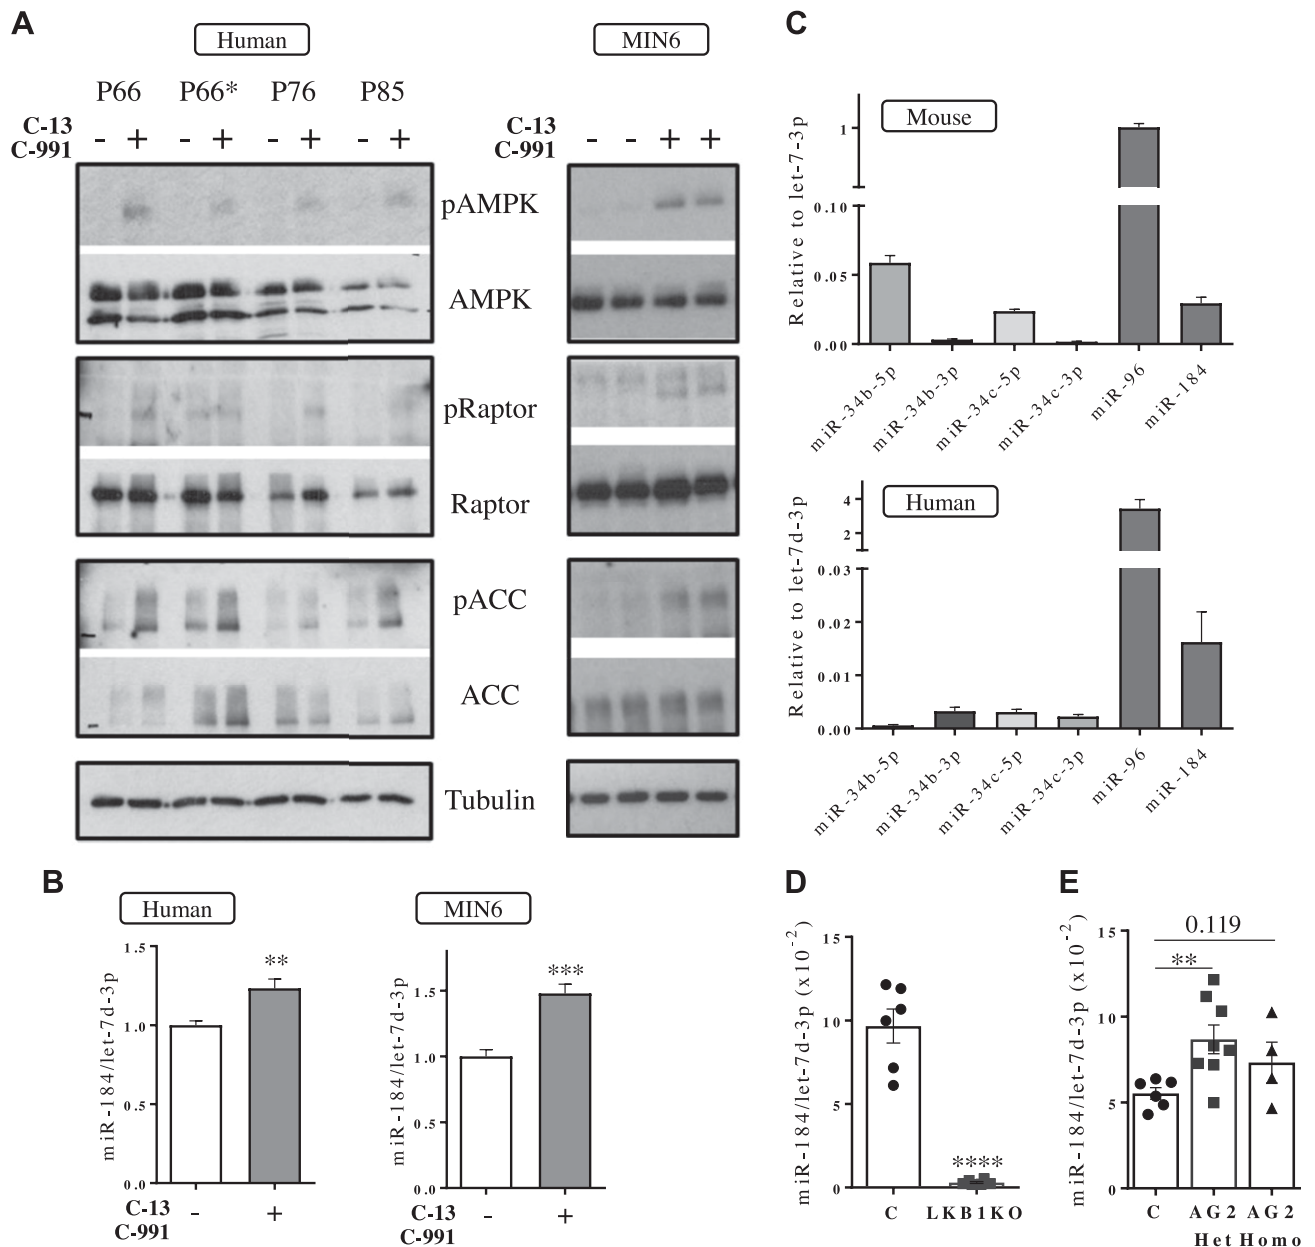 A
Human
MIN6
P66 P66* P76 P85
C-13 C-991 - + - + - + - +
C-13 C-991 - - + +
pAMPK
AMPK
pRaptor
Raptor
pACC
ACC
Tubulin
B
Human
miR-184/let-7d-3p
1.5
1.0
0.5
0.0
**
C-13 C-991 - +
MIN6
miR-184/let-7d-3p
1.5
1.0
0.5
0.0
***
C-13 C-991 - +
C
Mouse
Relative to let-7-3p
1
0.10
0.05
0.00
miR-34b-5p
miR-34b-3p
miR-34c-5p
miR-34c-3p
miR-96
miR-184
Human
Relative to let-7d-3p
4
2
0.03
0.02
0.01
0.00
miR-34b-5p
miR-34b-3p
miR-34c-5p
miR-34c-3p
miR-96
miR-184
D
miR-184/let-7d-3p (x10-2)
15
10
5
0
****
C LKB1KO
E
miR-184/let-7d-3p (x10-2)
15
10
5
0
0.119
**
C AG2 AG2
Het Homo